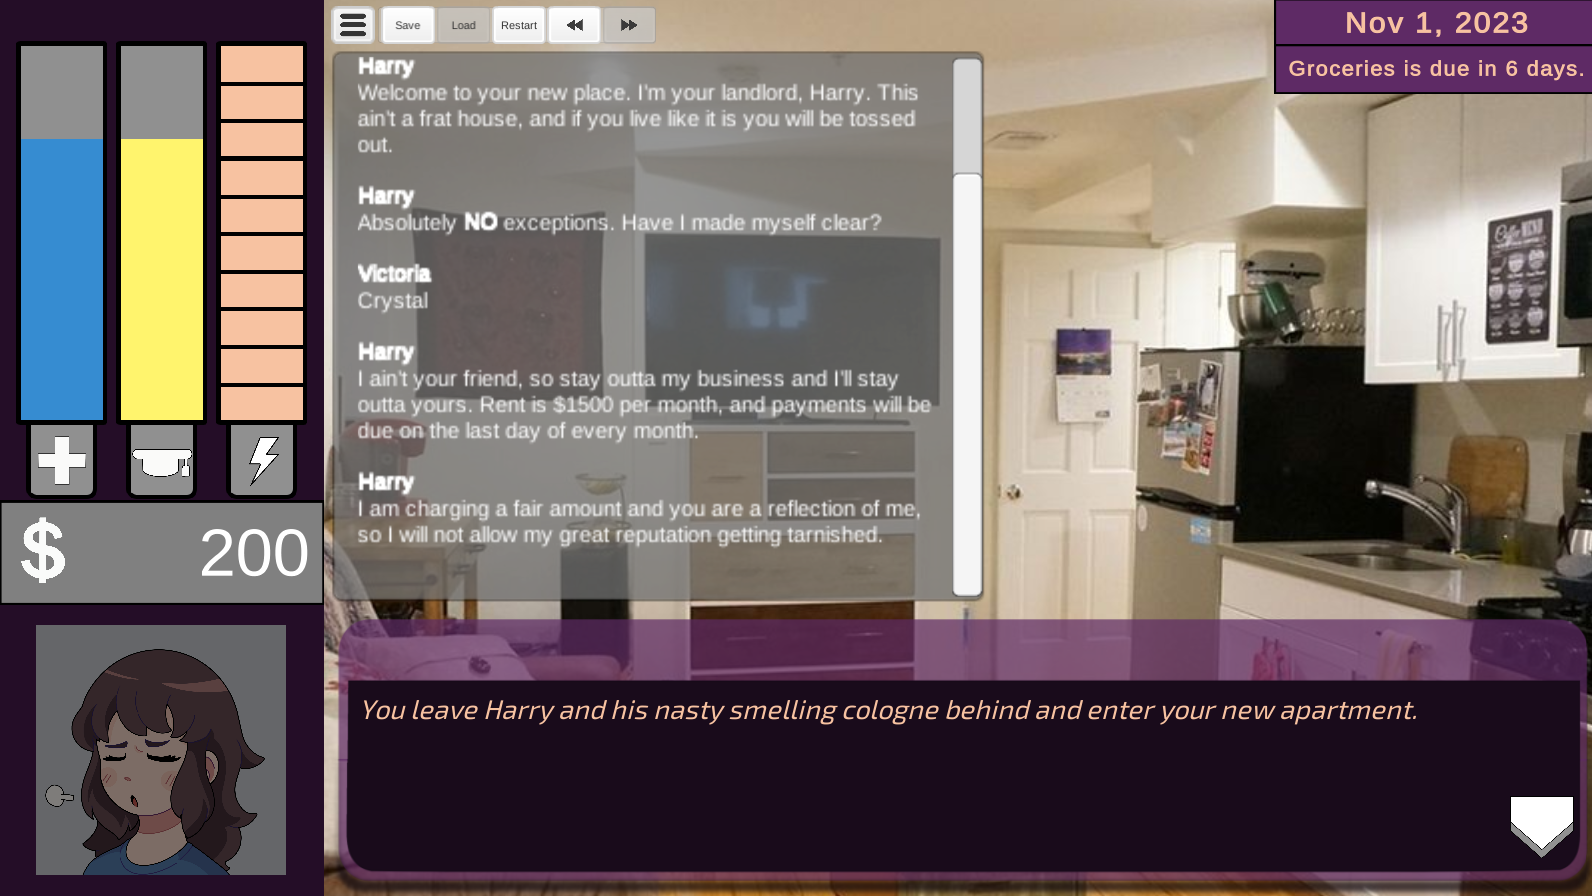 Save
Load
Restart
Nov 1, 2023
Groceries is due in 6 days.
Harry
Welcome to your new place. I'm your landlord, Harry. This
ain't a frat house, and if you live like it is you will be tossed
out.
Harry
Absolutely NO exceptions. Have I made myself clear?
Victoria
Crystal
Harry
I ain't your friend, so stay outta my business and I'll stay
outta yours. Rent is $1500 per month, and payments will be
due on the last day of every month.
Harry
I am charging a fair amount and you are a reflection of me,
so I will not allow my great reputation getting tarnished.
$ 200
Coffee MENU
You leave Harry and his nasty smelling cologne behind and enter your new apartment.